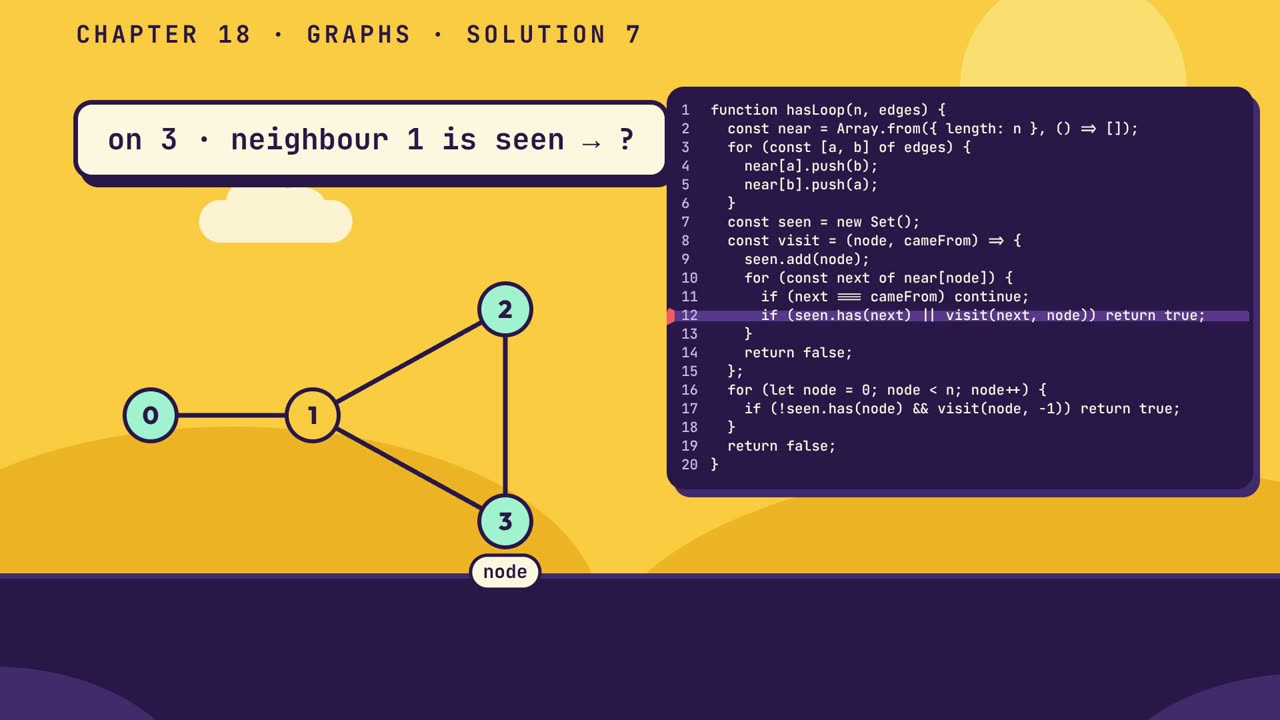 CHAPTER 18 · GRAPHS · SOLUTION 7
on 3 · neighbour 1 is seen → ?
1 function hasLoop(n, edges) {
2 const near = Array.from({ length: n }, () => []);
3 for (const [a, b] of edges) {
4 near[a].push(b);
5 near[b].push(a);
6 }
7 const seen = new Set();
8 const visit = (node, cameFrom) => {
9 seen.add(node);
10 for (const next of near[node]) {
11 if (next === cameFrom) continue;
12 if (seen.has(next) || visit(next, node)) return true;
13 }
14 return false;
15 };
16 for (let node = 0; node < n; node++) {
17 if (!seen.has(node) && visit(node, -1)) return true;
18 }
19 return false;
20 }
2
0
1
3
node